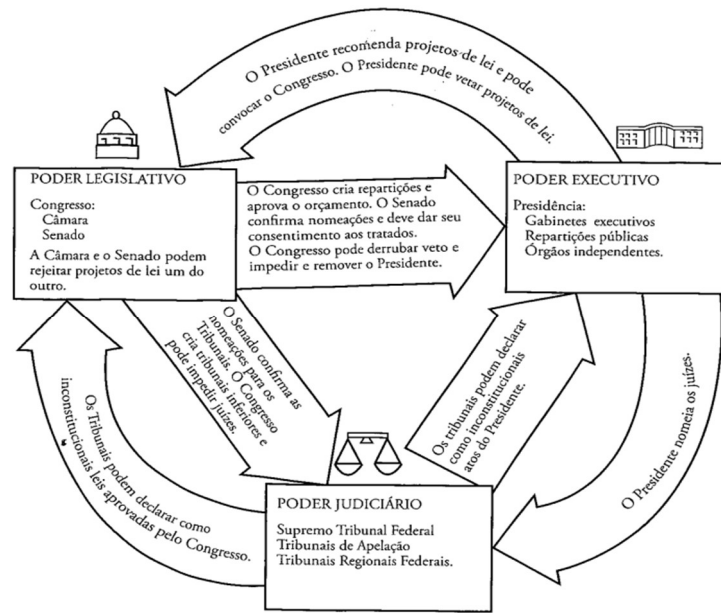 O Presidente recomenda projetos de lei e pode
convocar o Congresso. O Presidente pode vetar projetos de lei.
PODER LEGISLATIVO
Congresso:
Câmara
Senado
A Câmara e o Senado podem
rejeitar projetos de lei um do
outro.
O Congresso cria repartições e
aprova o orçamento. O Senado
confirma nomeações e deve dar seu
consentimento aos tratados.
O Congresso pode derrubar veto e
impedir e remover o Presidente.
PODER EXECUTIVO
Presidência:
Gabinetes executivos
Repartições públicas
Órgãos independentes.
O Senado confirma as
nomeações para os
Tribunais. O Congresso
cria tribunais inferiores e
pode impedir juízes.
Os tribunais podem declarar
como inconstitucionais
atos do Presidente.
O Presidente nomeia os juízes.
Os Tribunais podem declarar como
inconstitucionais leis aprovadas pelo Congresso.
PODER JUDICIÁRIO
Supremo Tribunal Federal
Tribunais de Apelação
Tribunais Regionais Federais.